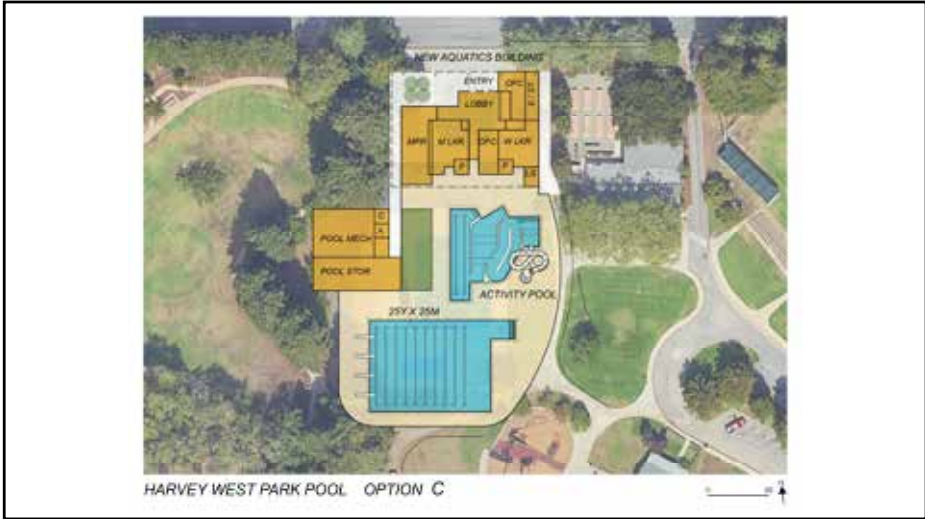 NEW AQUATICS BUILDING
ENTRY
OFC
LOBBY
MPR
M LKR
OFC
W LKR
F
F
LG
C
A
POOL MECH
POOL STOR
ACTIVITY POOL
25Y X 25M
HARVEY WEST PARK POOL OPTION C